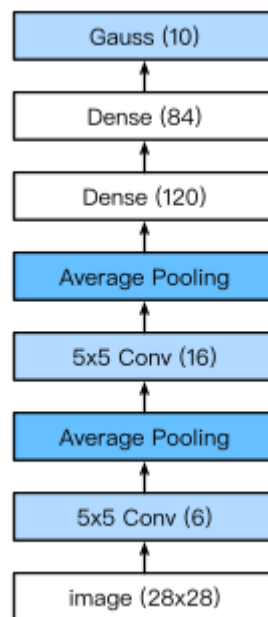 Gauss (10)
Dense (84)
Dense (120)
Average Pooling
5x5 Conv (16)
Average Pooling
5x5 Conv (6)
image (28x28)